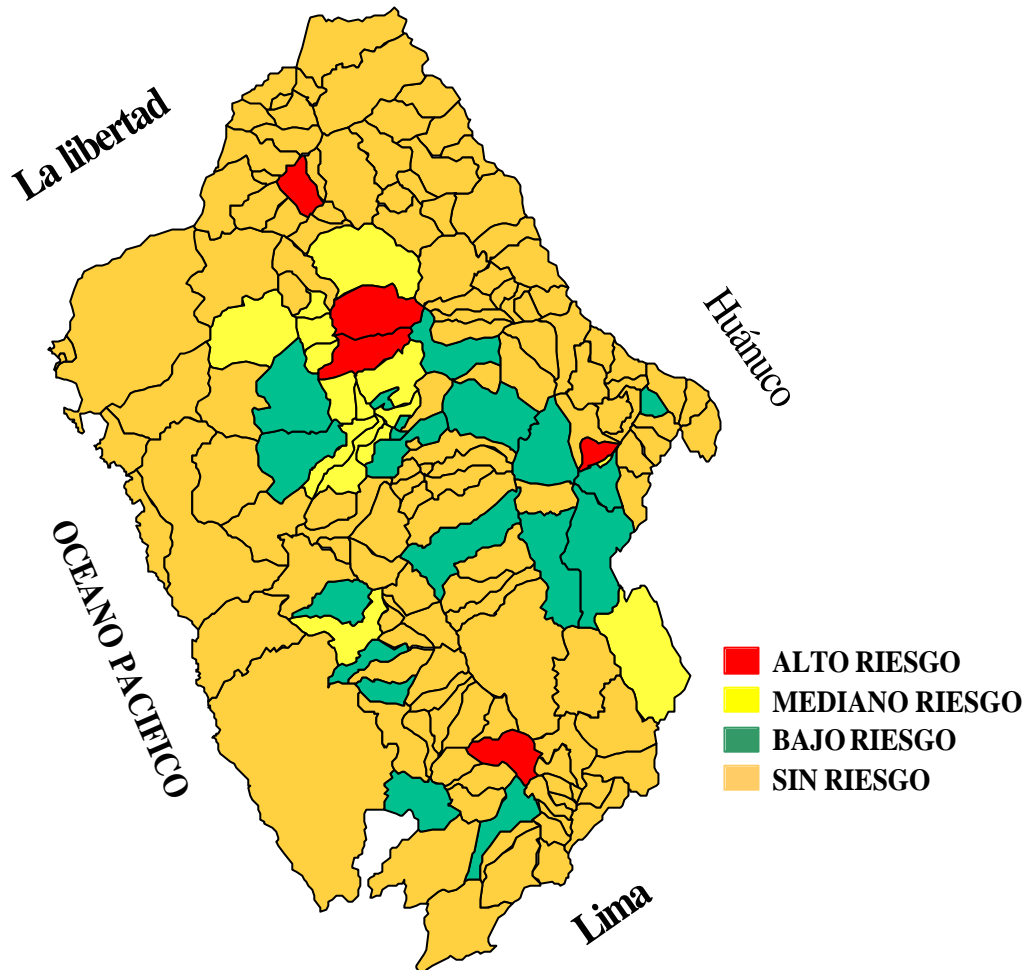 La libertad
Huánuco
OCEANO PACIFICO
ALTO RIESGO
MEDIANO RIESGO
BAJO RIESGO
SIN RIESGO
Lima